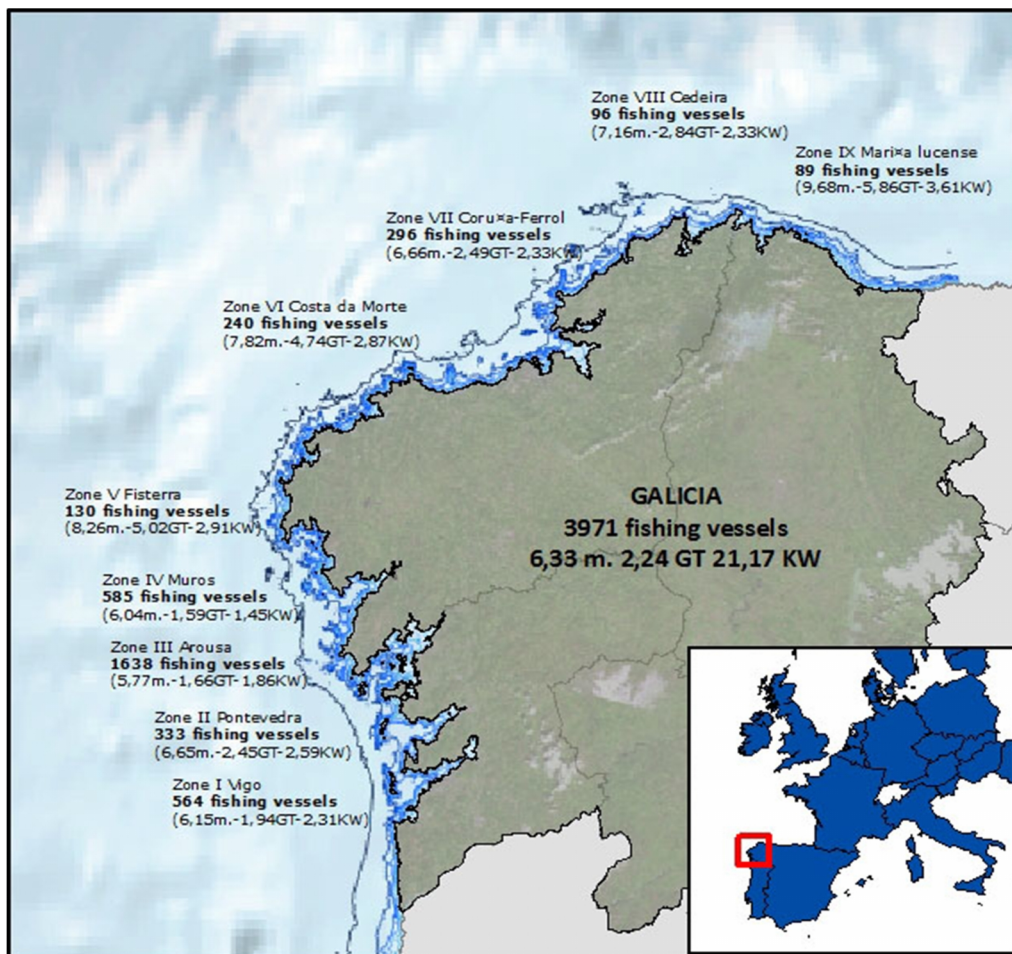 Zone VIII Cedeira
96 fishing vessels
(7,16m.-2,84GT-2,33KW)
Zone IX Mari¤a lucense
89 fishing vessels
(9,68m.-5,86GT-3,61KW)
Zone VII Coru¤a-Ferrol
296 fishing vessels
(6,66m.-2,49GT-2,33KW)
Zone VI Costa da Morte
240 fishing vessels
(7,82m.-4,74GT-2,87KW)
Zone V Fisterra
130 fishing vessels
(8,26m.-5,02GT-2,91KW)
GALICIA
3971 fishing vessels
6,33 m. 2,24 GT 21,17 KW
Zone IV Muros
585 fishing vessels
(6,04m.-1,59GT-1,45KW)
Zone III Arousa
1638 fishing vessels
(5,77m.-1,66GT-1,86KW)
Zone II Pontevedra
333 fishing vessels
(6,65m.-2,45GT-2,59KW)
Zone I Vigo
564 fishing vessels
(6,15m.-1,94GT-2,31KW)